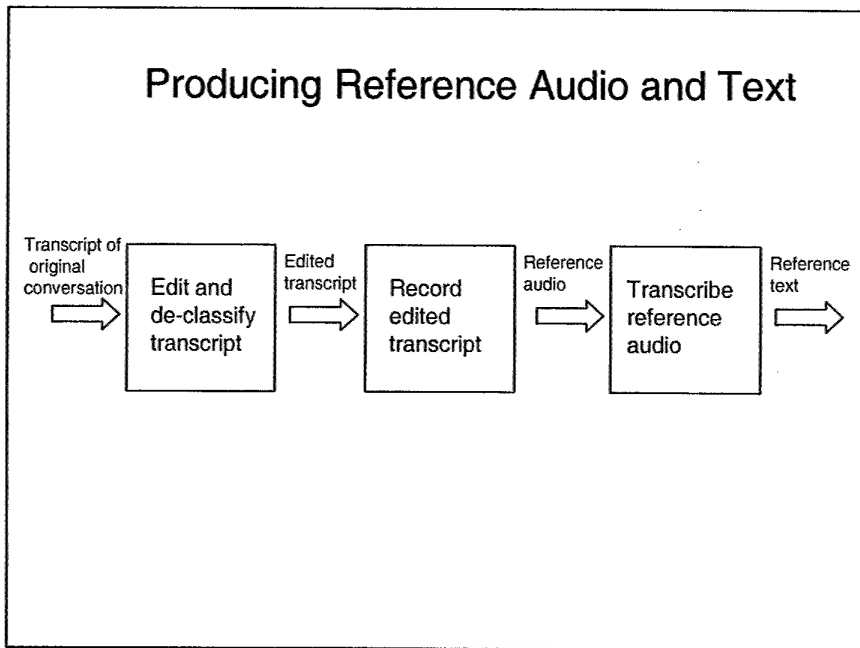 Producing Reference Audio and Text
Transcript of
original
conversation
Edit and
de-classify
transcript
Edited
transcript
Record
edited
transcript
Reference
audio
Transcribe
reference
audio
Reference
text